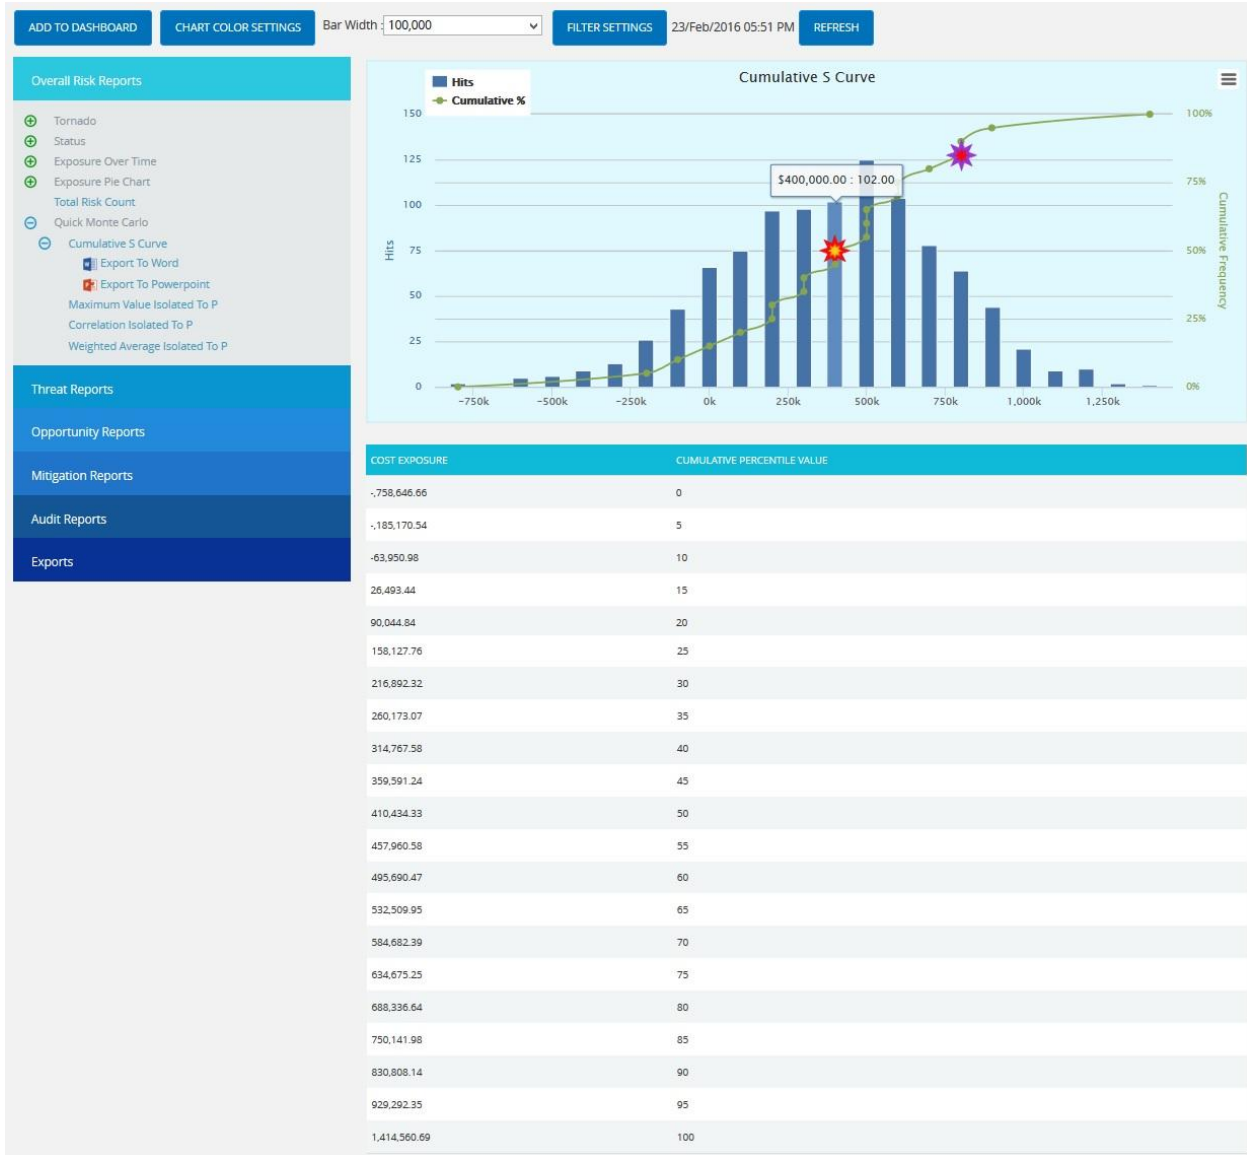 ADD TO DASHBOARD CHART COLOR SETTINGS Bar Width : 100,000 FILTER SETTINGS 23/Feb/2016 05:51 PM REFRESH
Overall Risk Reports
Tornado
Status
Exposure Over Time
Exposure Pie Chart
Total Risk Count
Quick Monte Carlo
Cumulative S Curve
Export To Word
Export To Powerpoint
Maximum Value Isolated To P
Correlation Isolated To P
Weighted Average Isolated To P
Threat Reports
Opportunity Reports
Mitigation Reports
Audit Reports
Exports
Cumulative S Curve
Hits
Cumulative %
150
125
100
75
50
25
0
Hits
$400,000.00 : 102.00
100%
75%
50%
25%
0%
Cumulative Frequency
-750k -500k -250k 0k 250k 500k 750k 1,000k 1,250k
COST EXPOSURE CUMULATIVE PERCENTILE VALUE
-,758,646.66 0
-,185,170.54 5
-63,950.98 10
26,493.44 15
90,044.84 20
158,127.76 25
216,892.32 30
260,173.07 35
314,767.58 40
359,591.24 45
410,434.33 50
457,960.58 55
495,690.47 60
532,509.95 65
584,682.39 70
634,675.25 75
688,336.64 80
750,141.98 85
830,808.14 90
929,292.35 95
1,414,560.69 100